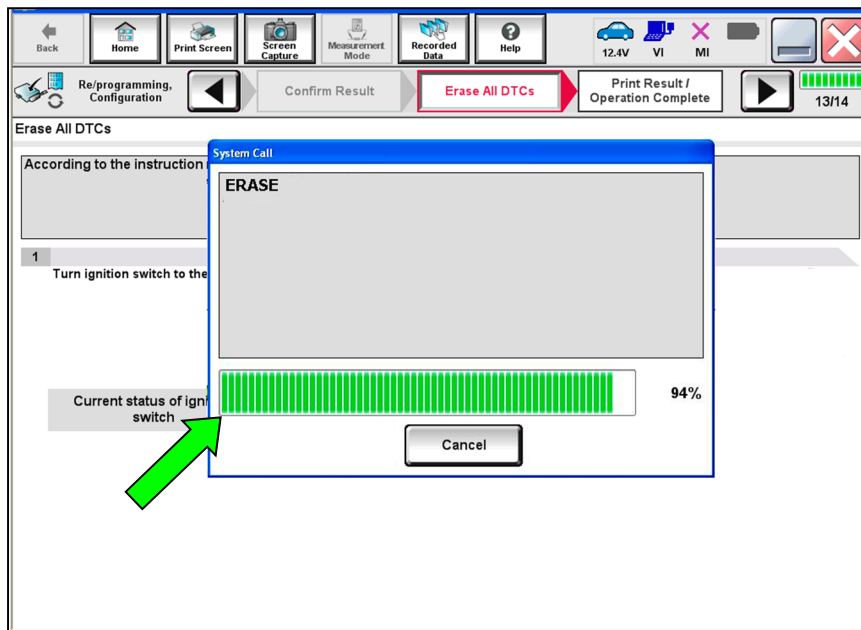 Back
Home
Print Screen
Screen
Capture
Measurement
Mode
Recorded
Data
Help
12.4V
VI
MI
Re/programming,
Configuration
Confirm Result
Erase All DTCs
Print Result /
Operation Complete
13/14
Erase All DTCs
According to the instruction
System Call
ERASE
1
Turn ignition switch to the
94%
Current status of igni
switch
Cancel